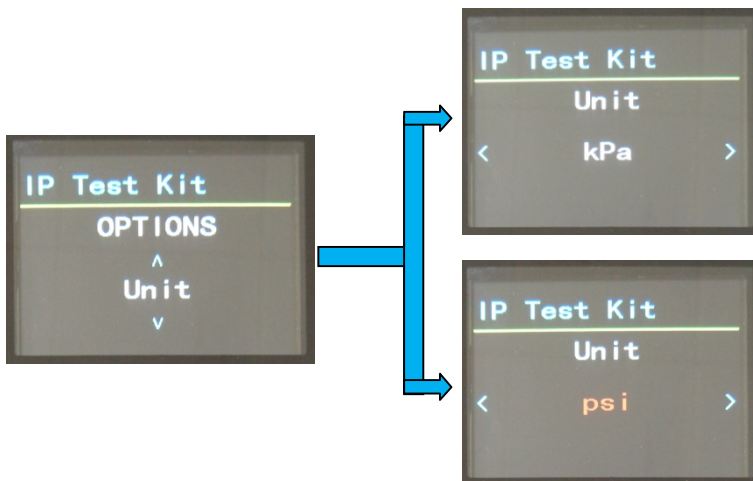 IP Test Kit
OPTIONS
^
Unit
v
IP Test Kit
Unit
< kPa >
IP Test Kit
Unit
< psi >